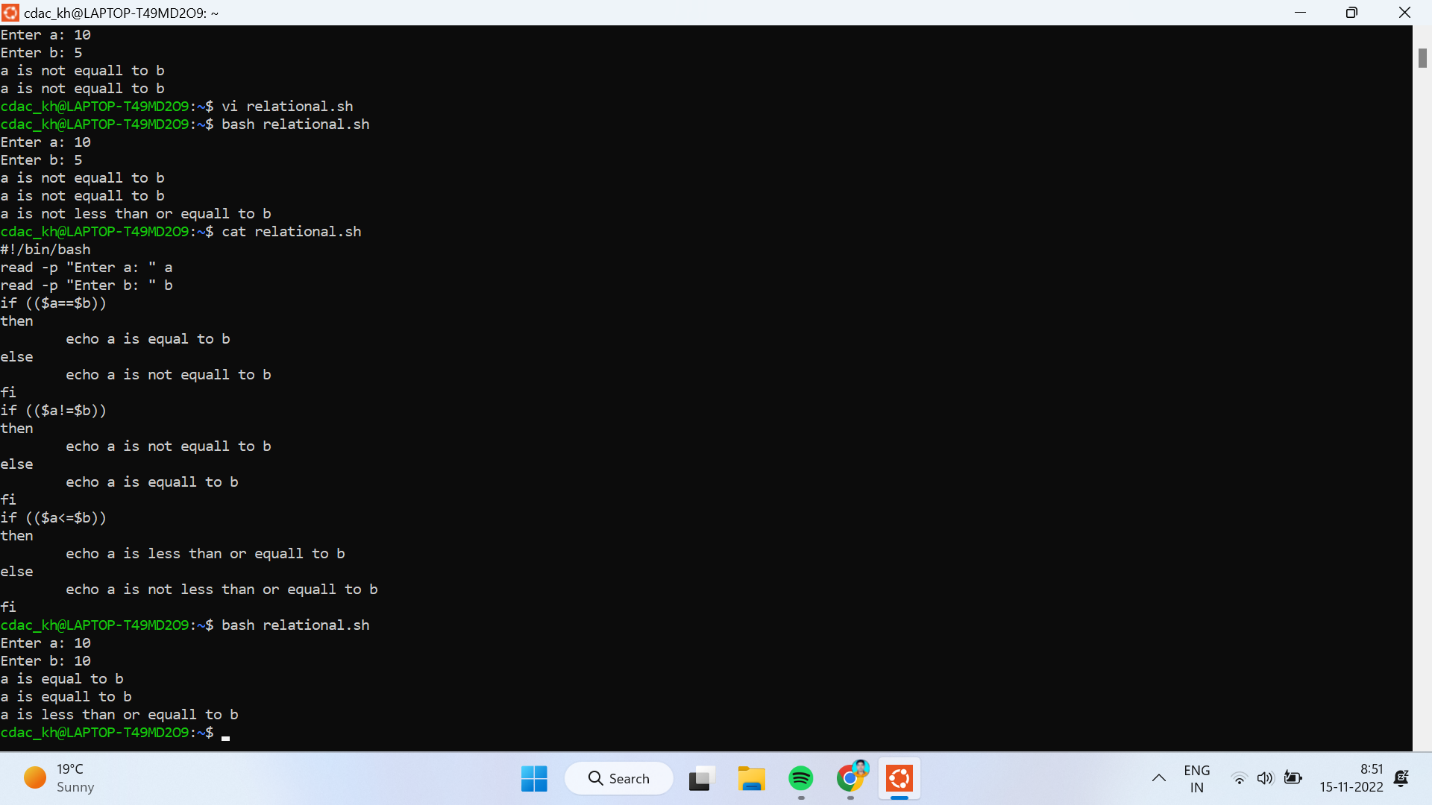 cdac_kh@LAPTOP-T49MD2O9: ~
Enter a: 10
Enter b: 5
a is not equall to b
a is not equall to b
cdac_kh@LAPTOP-T49MD2O9:~$ vi relational.sh
cdac_kh@LAPTOP-T49MD2O9:~$ bash relational.sh
Enter a: 10
Enter b: 5
a is not equall to b
a is not equall to b
a is not less than or equall to b
cdac_kh@LAPTOP-T49MD2O9:~$ cat relational.sh
#!/bin/bash
read -p "Enter a: " a
read -p "Enter b: " b
if (($a==$b))
then
        echo a is equal to b
else
        echo a is not equall to b
fi
if (($a!=$b))
then
        echo a is not equall to b
else
        echo a is equall to b
fi
if (($a<=$b))
then
        echo a is less than or equall to b
else
        echo a is not less than or equall to b
fi
cdac_kh@LAPTOP-T49MD2O9:~$ bash relational.sh
Enter a: 10
Enter b: 10
a is equal to b
a is equall to b
a is less than or equall to b
cdac_kh@LAPTOP-T49MD2O9:~$
19°C
Sunny
Search
ENG
IN
8:51
15-11-2022